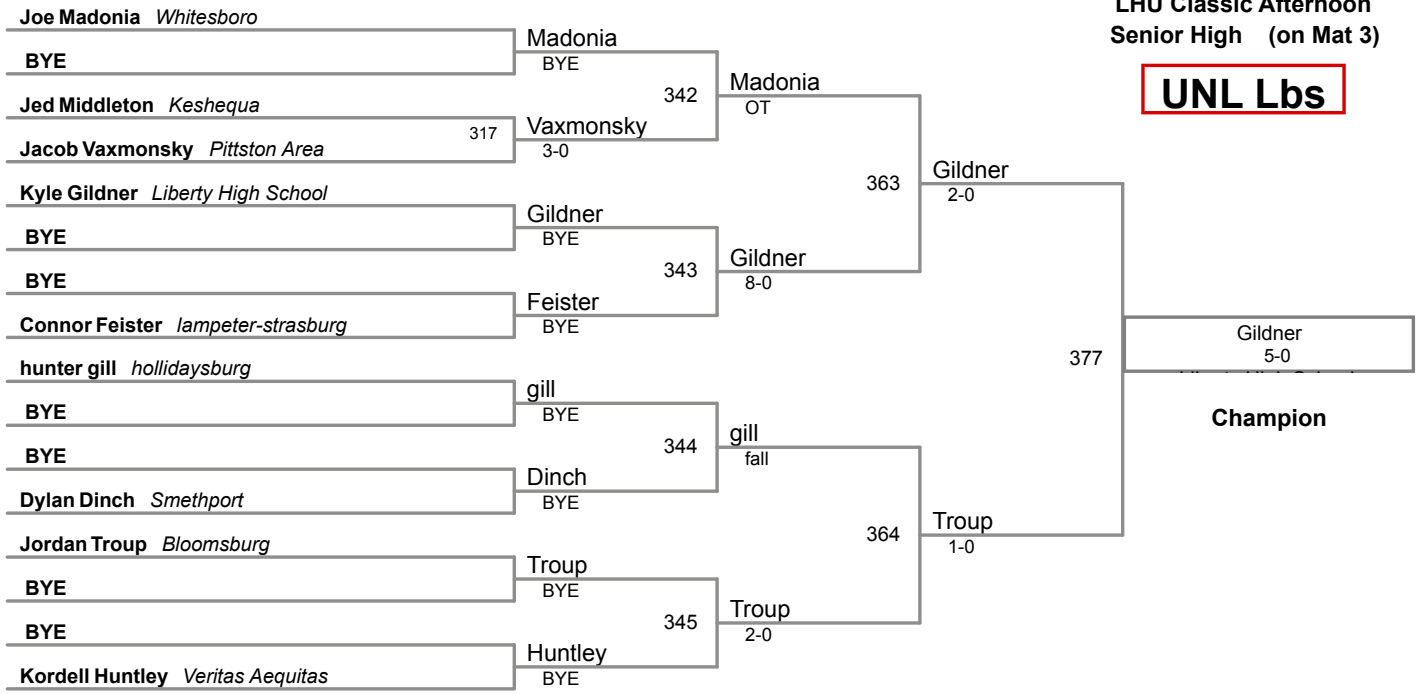 LHU Classic Afternoon
Senior High (on Mat 3)
UNL Lbs
Joe Madonia Whitesboro
BYE
Jed Middleton Keshequa
Jacob Vaxmonsky Pittston Area
Kyle Gildner Liberty High School
BYE
BYE
Connor Feister lampeter-strasburg
hunter gill hollidaysburg
BYE
BYE
Dylan Dinch Smethport
Jordan Troup Bloomsburg
BYE
BYE
Kordell Huntley Veritas Aequitas
317
Madonia
BYE
Vaxmonsky
3-0
Gildner
BYE
Feister
BYE
gill
BYE
Dinch
BYE
Troup
BYE
Huntley
BYE
342
343
344
345
Madonia
OT
Gildner
8-0
gill
fall
Troup
2-0
363
364
Gildner
2-0
Troup
1-0
377
Gildner
5-0
Champion